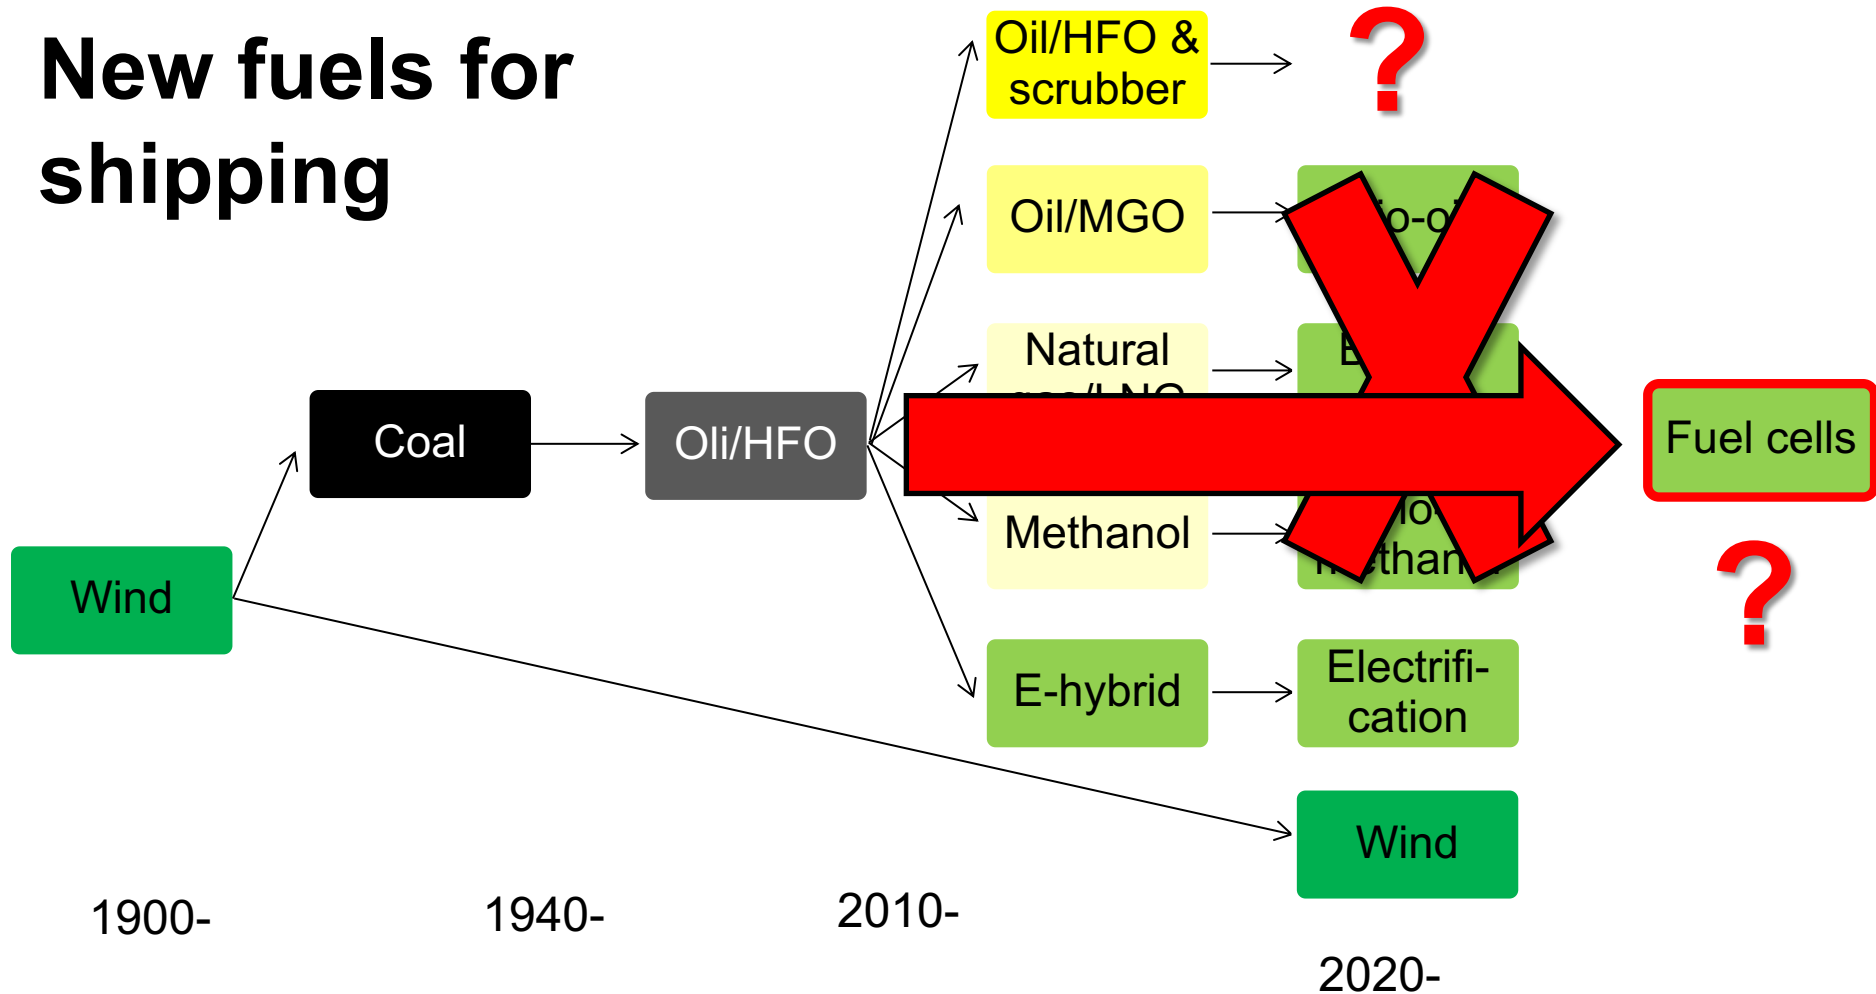 New fuels for
shipping
Oil/HFO &
scrubber
?
Oil/MGO
Natural
Coal
Oli/HFO
Fuel cells
Methanol
?
Wind
E-hybrid
Electrifi-
cation
Wind
1900-
1940-
2010-
2020-